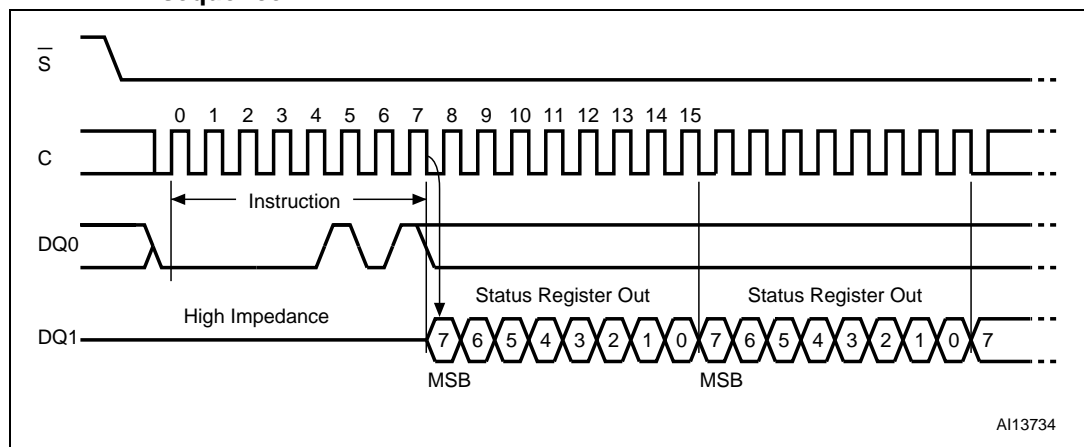 S
0 1 2 3 4 5 6 7 8 9 10 11 12 13 14 15
C
Instruction
DQ0
Status Register Out Status Register Out
High Impedance
DQ1
7 6 5 4 3 2 1 0 7 6 5 4 3 2 1 0 7
MSB MSB
AI13734